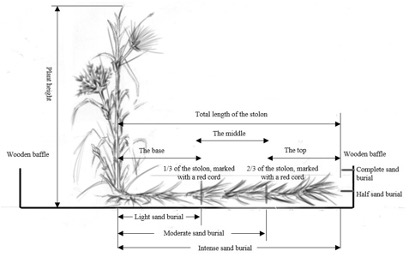 Plant height
Total length of the stolon
The middle
Wooden baffle
The base
The top
Wooden baffle
1/3 of the stolon, marked
with a red cord
2/3 of the stolon, marked
with a red cord
Complete sand
burial
Half sand burial
Light sand burial
Moderate sand burial
Intense sand burial